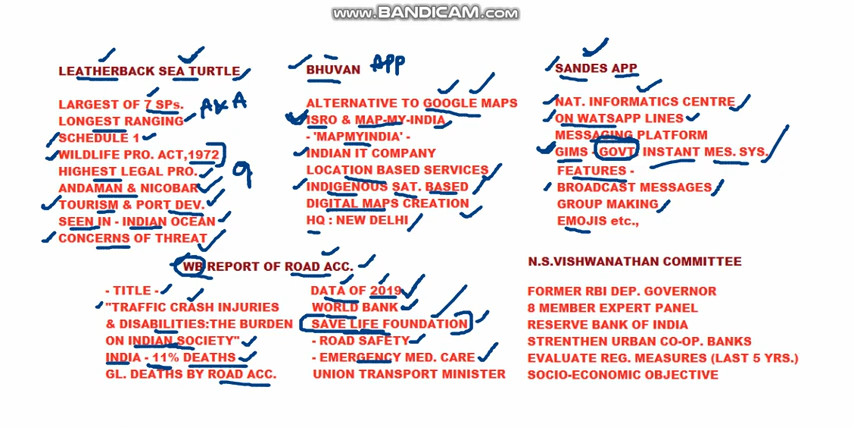 www.BANDICAM.com
LEATHERBACK SEA TURTLE
LARGEST OF 7 SPs.
LONGEST RANGING
A&A
SCHEDULE 1
WILDLIFE PRO. ACT,1972
HIGHEST LEGAL PRO.
9
ANDAMAN & NICOBAR
TOURISM & PORT DEV.
SEEN IN - INDIAN OCEAN
CONCERNS OF THREAT
BHUVAN APP
ALTERNATIVE TO GOOGLE MAPS
ISRO & MAP-MY-INDIA
- 'MAPMYINDIA' -
INDIAN IT COMPANY
LOCATION BASED SERVICES
INDIGENOUS SAT. BASED
DIGITAL MAPS CREATION
HQ : NEW DELHI
SANDES APP
NAT. INFORMATICS CENTRE
ON WATSAPP LINES
MESSAGING PLATFORM
GIMS - GOVT INSTANT MES. SYS.
FEATURES -
BROADCAST MESSAGES
GROUP MAKING
EMOJIS etc.,
WB REPORT OF ROAD ACC.
- TITLE -
"TRAFFIC CRASH INJURIES
& DISABILITIES:THE BURDEN
ON INDIAN SOCIETY"
INDIA - 11% DEATHS
GL. DEATHS BY ROAD ACC.
DATA OF 2019
WORLD BANK
SAVE LIFE FOUNDATION
- ROAD SAFETY
- EMERGENCY MED. CARE
UNION TRANSPORT MINISTER
N.S.VISHWANATHAN COMMITTEE
FORMER RBI DEP. GOVERNOR
8 MEMBER EXPERT PANEL
RESERVE BANK OF INDIA
STRENTHEN URBAN CO-OP. BANKS
EVALUATE REG. MEASURES (LAST 5 YRS.)
SOCIO-ECONOMIC OBJECTIVE